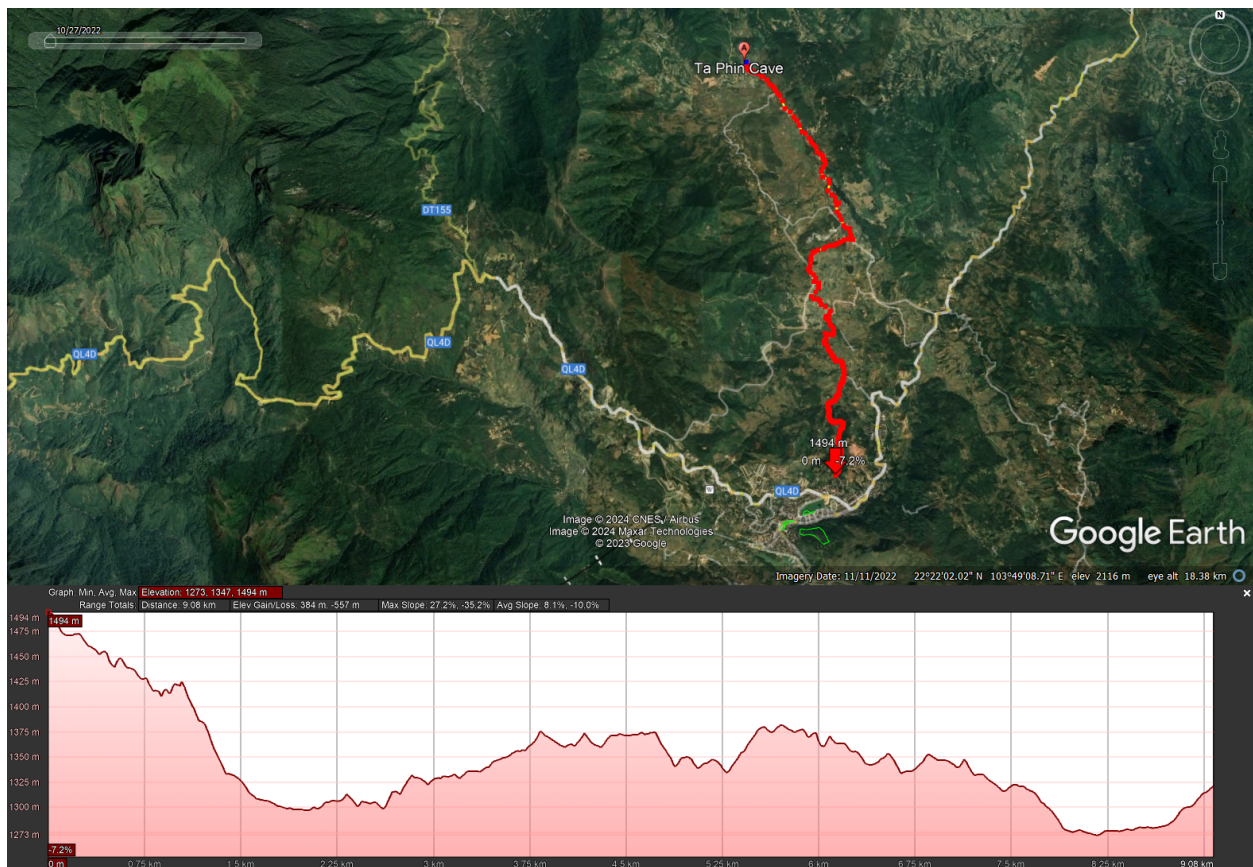 10/27/2022
N
A
Ta Phin Cave
DT155
QL4D
QL4D
QL4D
1494 m
0 m -7.2%
QL4D
Image © 2024 CNES / Airbus
Image © 2024 Maxar Technologies
© 2023 Google
Google Earth
Imagery Date: 11/11/2022 22°22'02.02" N 103°49'08.71" E elev 2116 m eye alt 18.38 km
Graph: Min, Avg, Max Elevation: 1273, 1347, 1494 m
Range Totals: Distance: 9.08 km Elev Gain/Loss: 384 m, -557 m Max Slope: 27.2%, -35.2% Avg Slope: 8.1%, -10.0%
1494 m 1494 m
1475 m
1450 m
1425 m
1400 m
1375 m
1350 m
1325 m
1300 m
1273 m
-7.2%
0 m 0.75 km 1.5 km 2.25 km 3 km 3.75 km 4.5 km 5.25 km 6 km 6.75 km 7.5 km 8.25 km 9.08 km